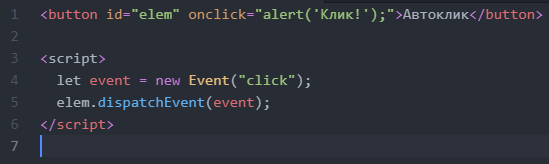 1 <button id="elem" onclick="alert('Клик!');">Автоклик</button>
2
3 <script>
4 let event = new Event("click");
5 elem.dispatchEvent(event);
6 </script>
7